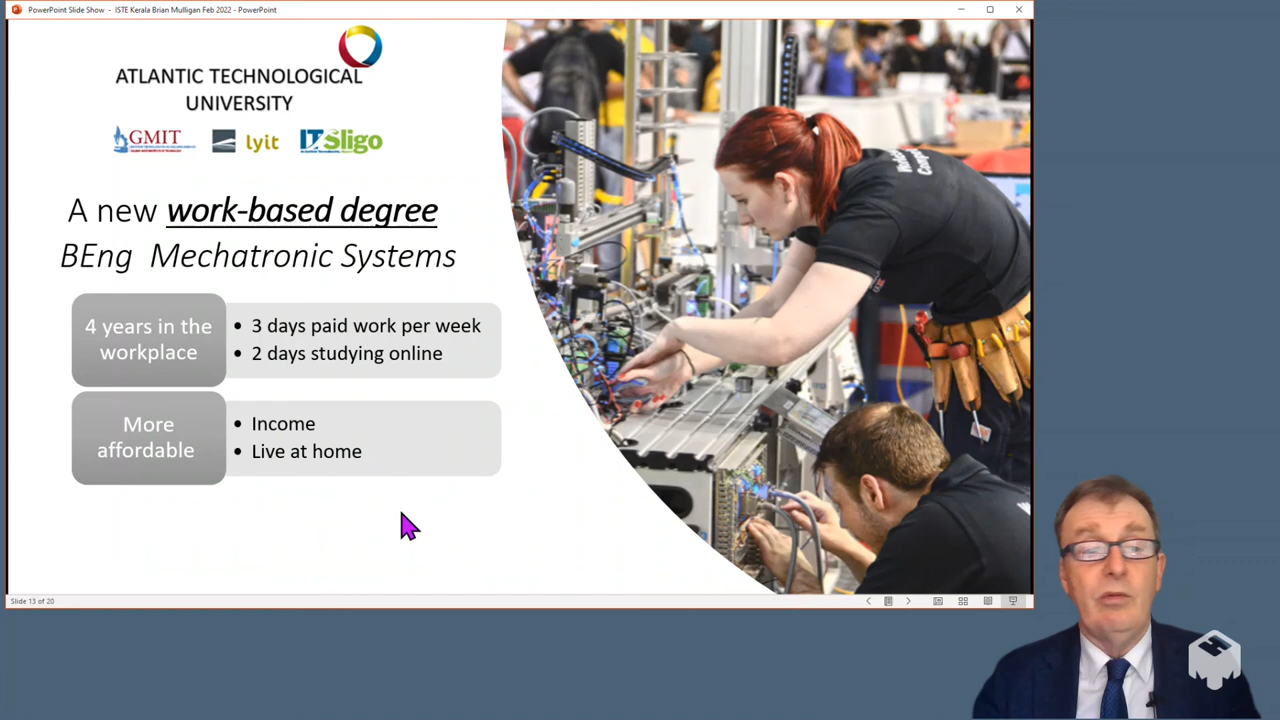 PowerPoint Slide Show - ISTE Kerala Brian Mulligan Feb 2022 - PowerPoint
ATLANTIC TECHNOLOGICAL
UNIVERSITY
GMIT
lyit
IT Sligo
A new work-based degree
BEng Mechatronic Systems
4 years in the
workplace
• 3 days paid work per week
• 2 days studying online
More
affordable
• Income
• Live at home
Slide 13 of 20